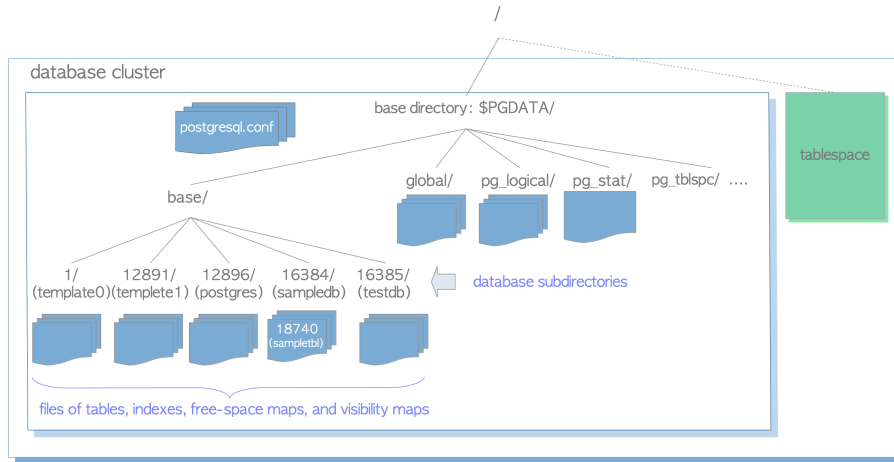 /
database cluster
base directory: $PGDATA/
postgresql.conf
tablespace
global/ pg_logical/ pg_stat/ pg_tblspc/ ....
base/
1/ 12891/ 12896/ 16384/ 16385/
(template0) (templete1) (postgres) (sampledb) (testdb)
database subdirectories
18740
(sampletbl)
files of tables, indexes, free-space maps, and visibility maps